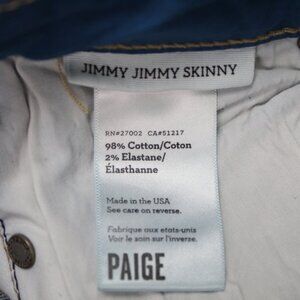 JIMMY JIMMY SKINNY
RN#27002 CA#51217
98% Cotton/Coton
2% Elastane/
Élasthanne
Made in the USA
See care on reverse.
Fabrique aux etats-unis
Voir le soin sur l'inverse.
PAIGE